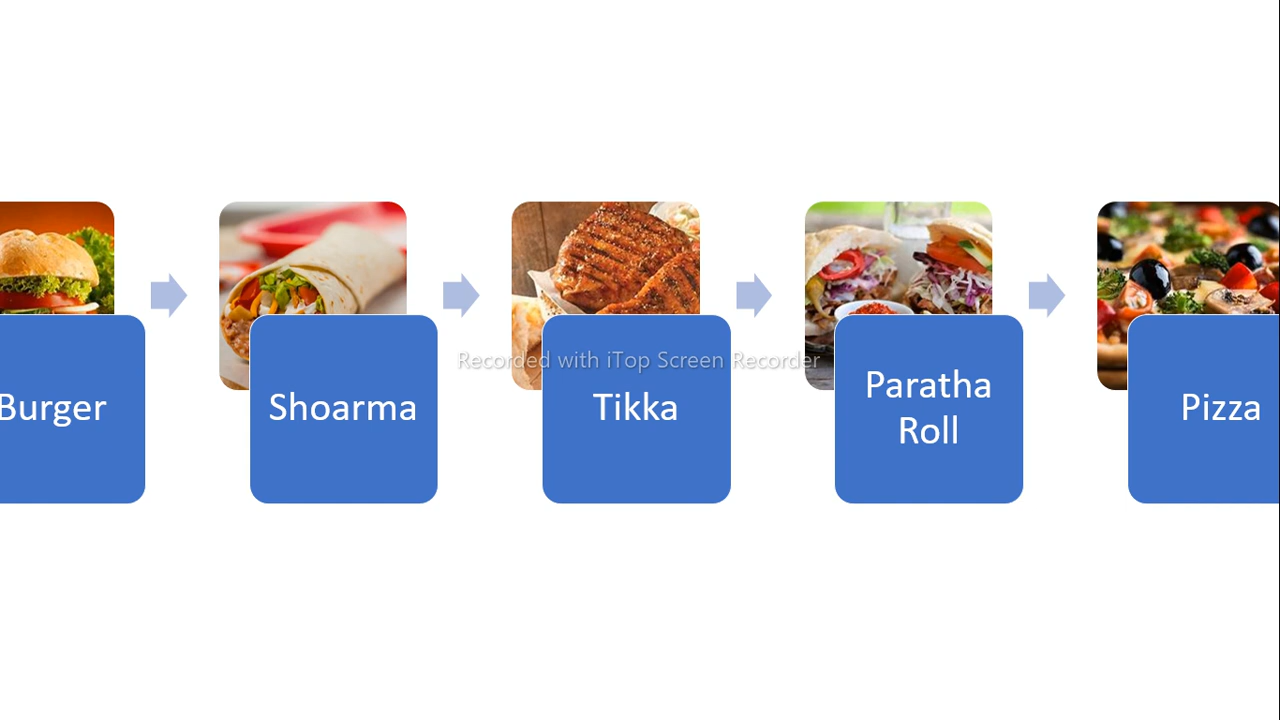 Recorded with iTop Screen Recorder
Burger
Shoarma
Tikka
Paratha
Roll
Pizza